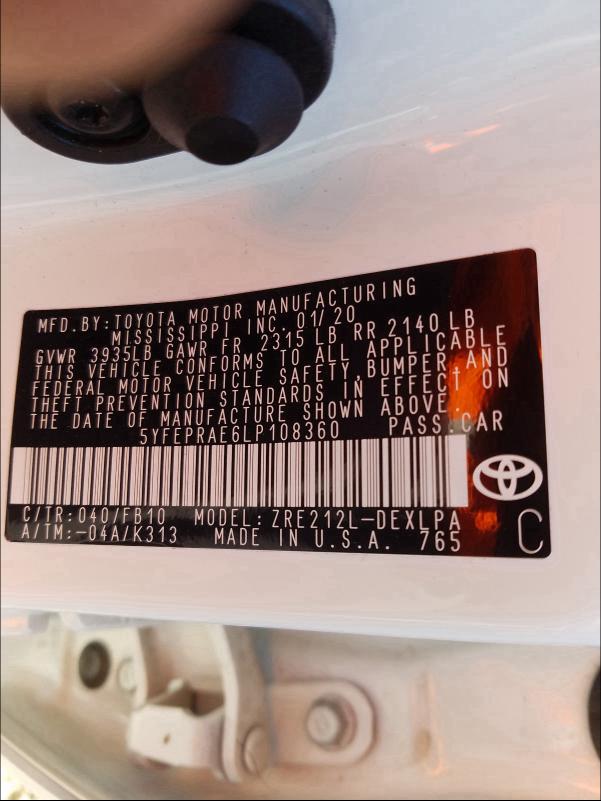 MFD.BY:TOYOTA MOTOR MANUFACTURING
MISSISSIPPI INC. 01/20
GVWR 3935LB GAWR FR 2315 LB RR 2140 LB
THIS VEHICLE CONFORMS TO ALL APPLICABLE
FEDERAL MOTOR VEHICLE SAFETY, BUMPER, AND
THEFT PREVENTION STANDARDS IN EFFECT ON
THE DATE OF MANUFACTURE SHOWN ABOVE.
5YFEPRAE6LP108360 PASS.CAR
C/TR:040/FB10 MODEL:ZRE212L-DEXLPA
A/TM:-04A/K313 MADE IN U.S.A. 765
C